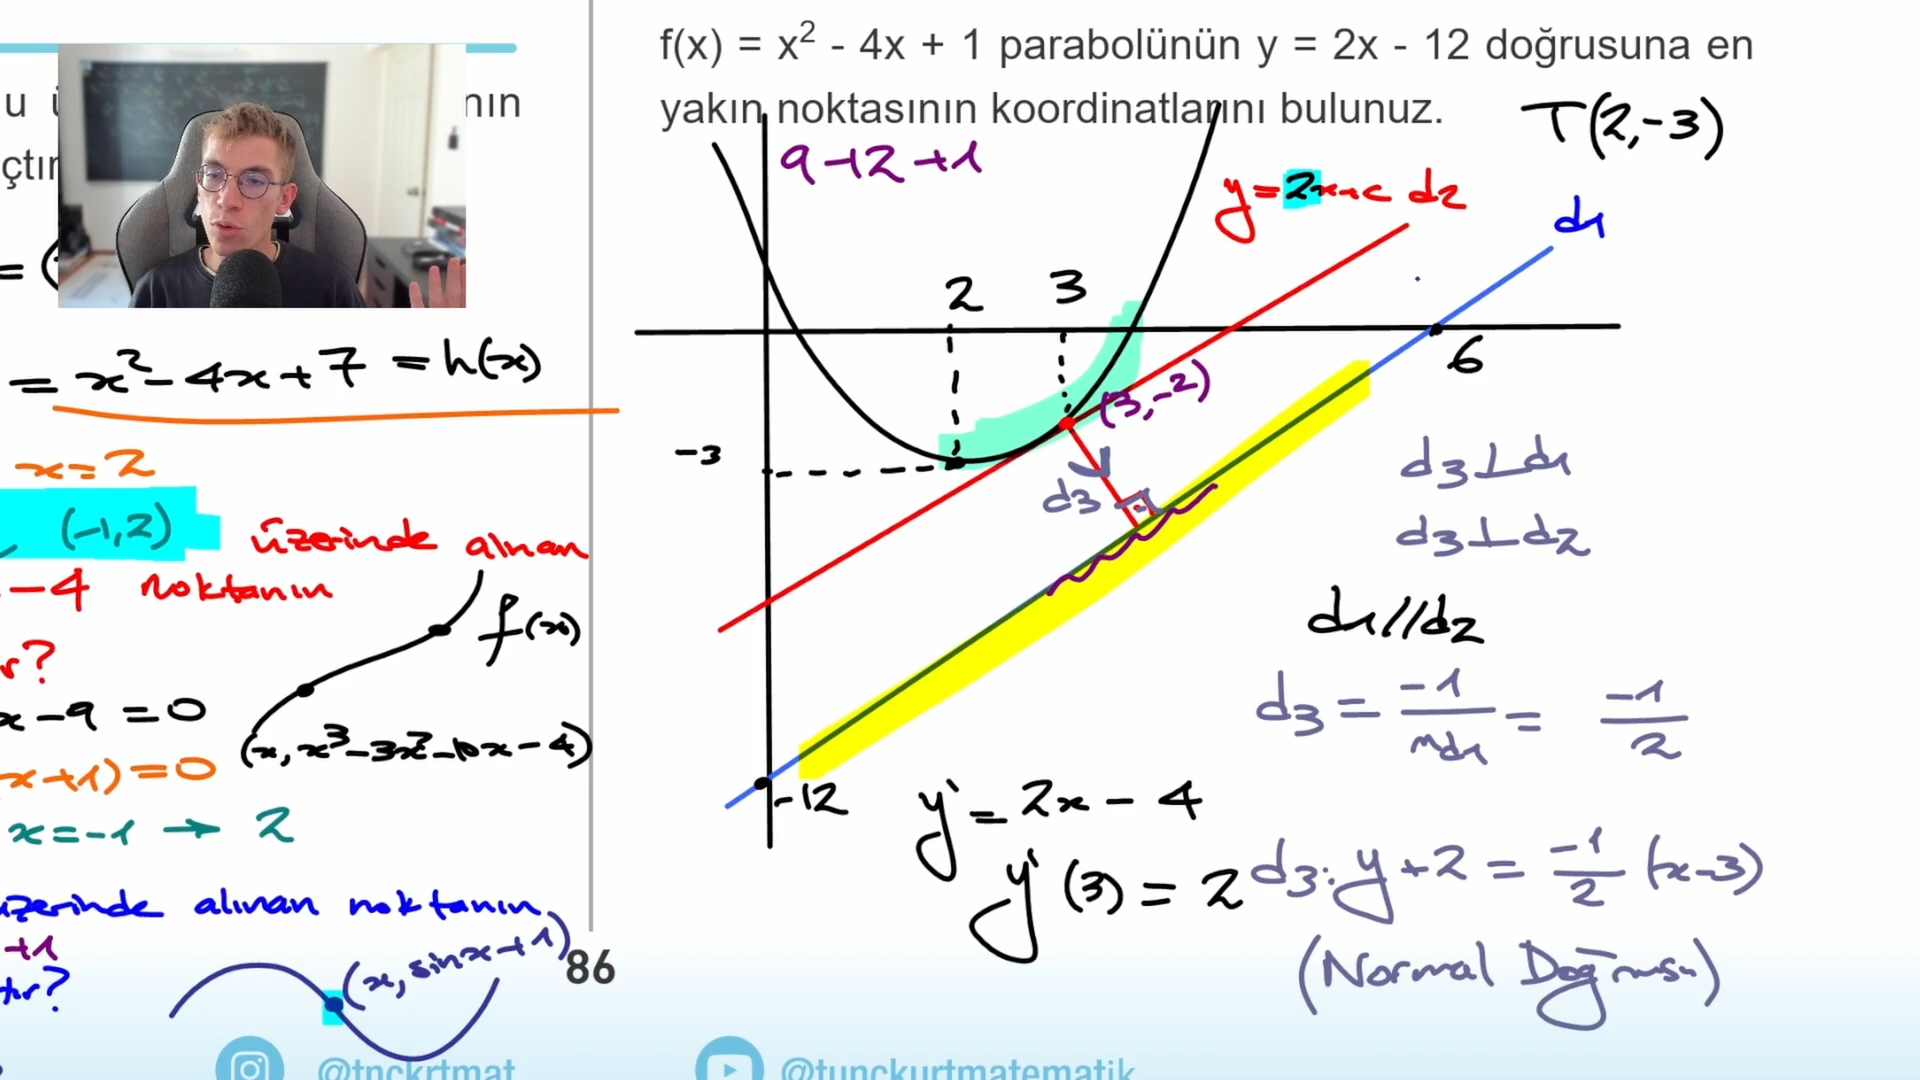 f(x) = x² - 4x + 1 parabolünün y = 2x - 12 doğrusuna en
yakın noktasının koordinatlarını bulunuz.
T(2,-3)
9-12+1
y=2x+c d2
d1
2
3
6
(3,-2)
-3
d3
d3⊥d1
d3⊥d2
d1//d2
d3 = -1/md1 = -1/2
-12
y' = 2x - 4
y'(3) = 2
d3: y+2 = -1/2 (x-3)
(Normal Doğrusu)
u
nın
çtır
= (
= x² - 4x + 7 = h(x)
x=2
(-1,2)
üzerinde alınan
-4 noktanın
f(x)
r?
x-9 = 0
(x, x³-3x²-10x-4)
x+1) = 0
x=-1 → 2
üzerinde alınan noktanın
+1
(x, sinx+1)
tır?
86
@tnckrtmat
@tunckurtmatematik